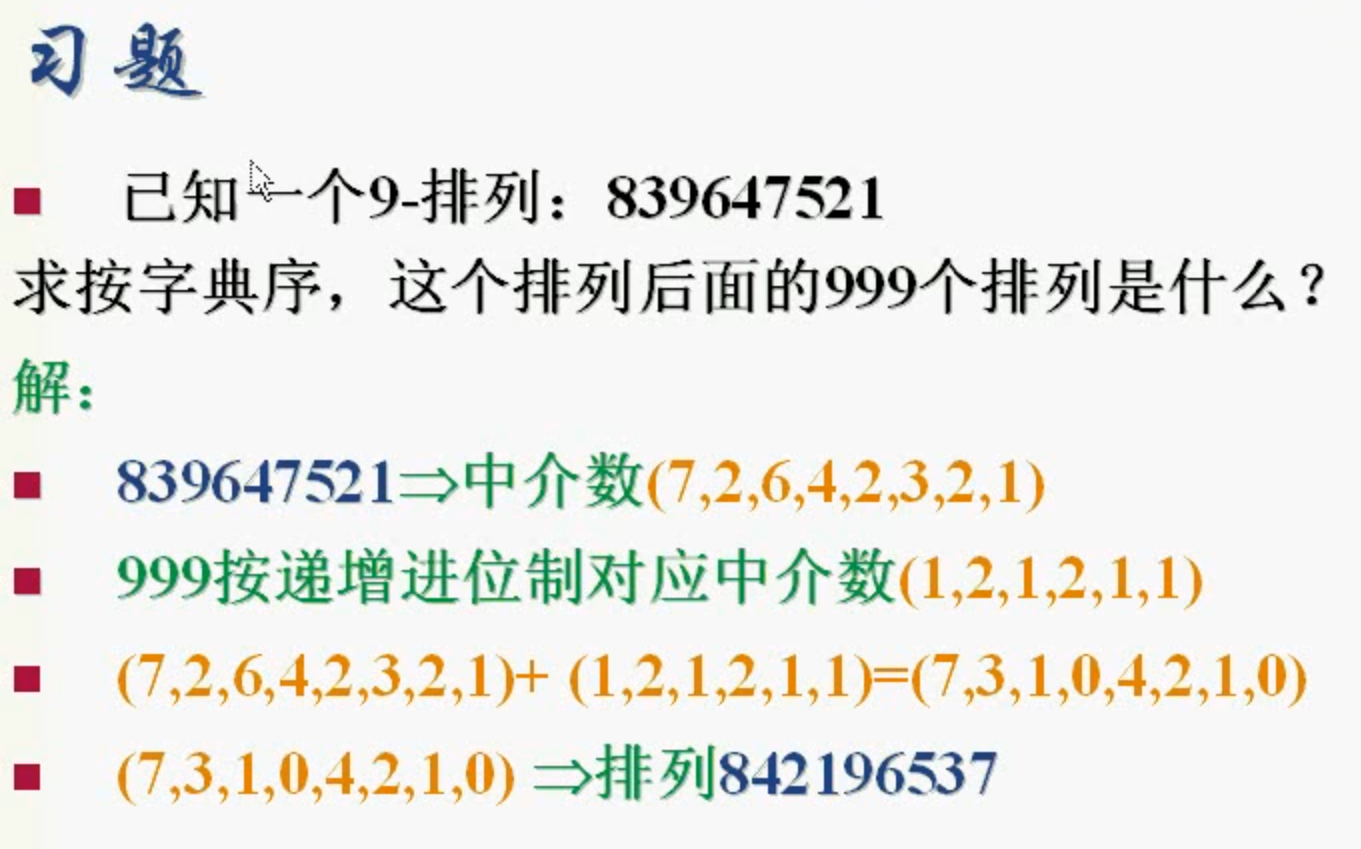 习题
已知一个9-排列：839647521
求按字典序，这个排列后面的999个排列是什么？
解：
839647521⇒中介数(7,2,6,4,2,3,2,1)
999按递增进位制对应中介数(1,2,1,2,1,1)
(7,2,6,4,2,3,2,1)+ (1,2,1,2,1,1)=(7,3,1,0,4,2,1,0)
(7,3,1,0,4,2,1,0) ⇒排列842196537